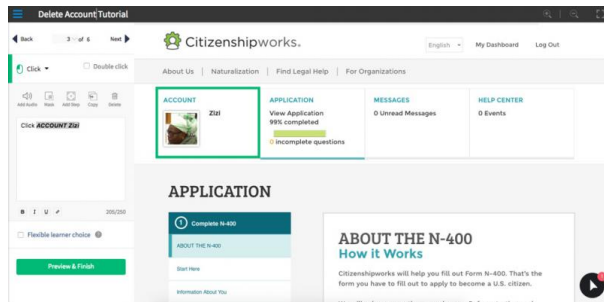 Delete Account Tutorial
Back 3 of 6 Next
Click Double click
Add Audio Mask Add Step Copy Delete
Click ACCOUNT Zizi
B I U 205/250
Flexible learner choice
Preview & Finish
Citizenshipworks.
English My Dashboard Log Out
About Us | Naturalization | Find Legal Help | For Organizations
ACCOUNT
Zizi
APPLICATION
View Application
99% completed
0 incomplete questions
MESSAGES
0 Unread Messages
HELP CENTER
0 Events
APPLICATION
1 Complete N-400
ABOUT THE N-400
Start Here
Information About You
ABOUT THE N-400
How it Works
Citizenshipworks will help you fill out Form N-400. That's the
form you have to fill out to apply to become a U.S. citizen.